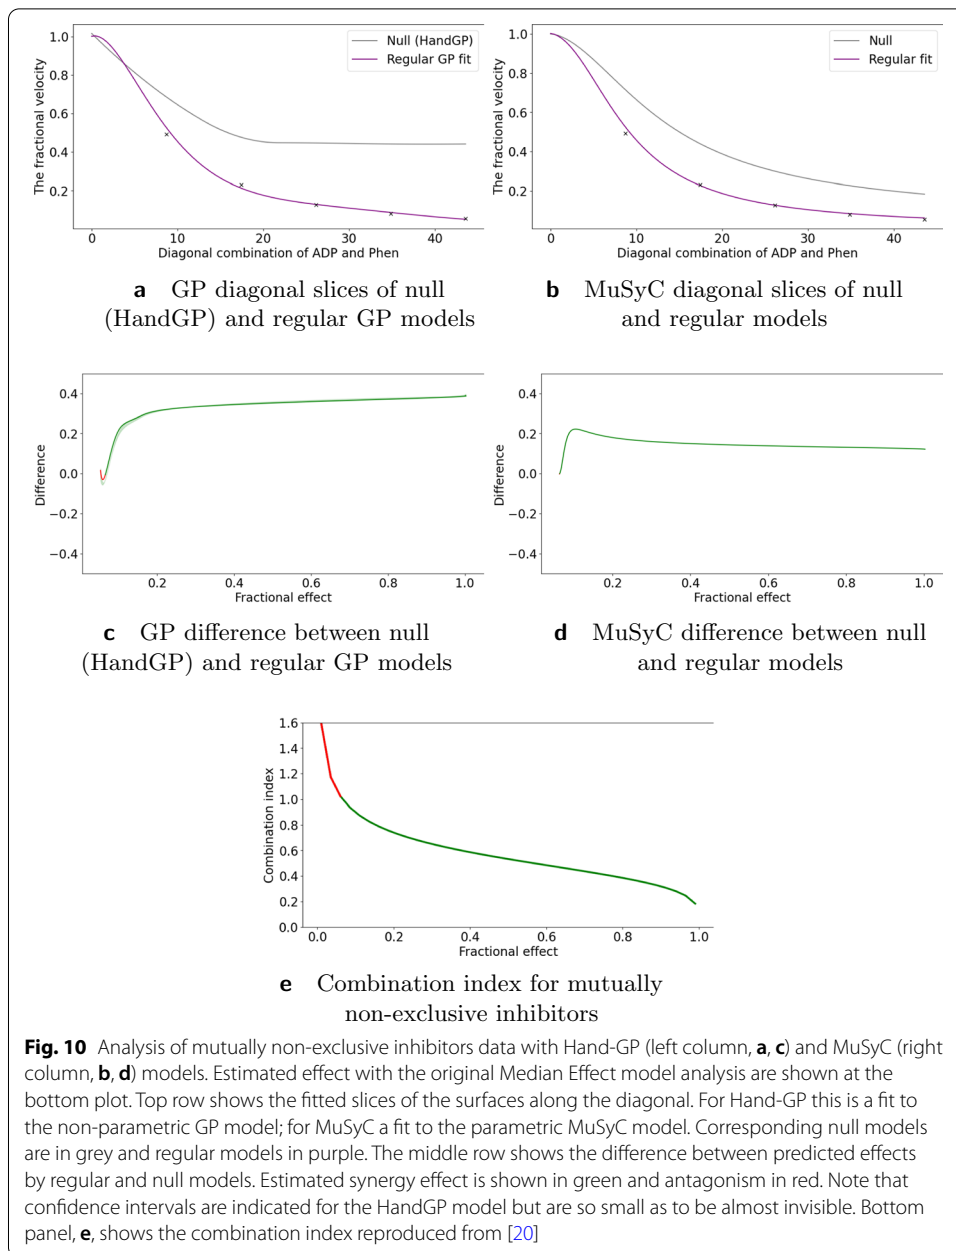 1.0
0.8
0.6
0.4
0.2
The fractional velocity
Null (HandGP)
Regular GP fit
0 10 20 30 40
Diagonal combination of ADP and Phen
a GP diagonal slices of null
(HandGP) and regular GP models
1.0
0.8
0.6
0.4
0.2
The fractional velocity
Null
Regular fit
0 10 20 30 40
Diagonal combination of ADP and Phen
b MuSyC diagonal slices of null
and regular models
0.4
0.2
0.0
−0.2
−0.4
Difference
0.2 0.4 0.6 0.8 1.0
Fractional effect
c GP difference between null
(HandGP) and regular GP models
0.4
0.2
0.0
−0.2
−0.4
Difference
0.2 0.4 0.6 0.8 1.0
Fractional effect
d MuSyC difference between null
and regular models
1.6
1.4
1.2
1.0
0.8
0.6
0.4
0.2
0.0
Combination index
0.0 0.2 0.4 0.6 0.8 1.0
Fractional effect
e Combination index for mutually
non-exclusive inhibitors
Fig. 10 Analysis of mutually non-exclusive inhibitors data with Hand-GP (left column, a, c) and MuSyC (right
column, b, d) models. Estimated effect with the original Median Effect model analysis are shown at the
bottom plot. Top row shows the fitted slices of the surfaces along the diagonal. For Hand-GP this is a fit to
the non-parametric GP model; for MuSyC a fit to the parametric MuSyC model. Corresponding null models
are in grey and regular models in purple. The middle row shows the difference between predicted effects
by regular and null models. Estimated synergy effect is shown in green and antagonism in red. Note that
confidence intervals are indicated for the HandGP model but are so small as to be almost invisible. Bottom
panel, e, shows the combination index reproduced from [20]